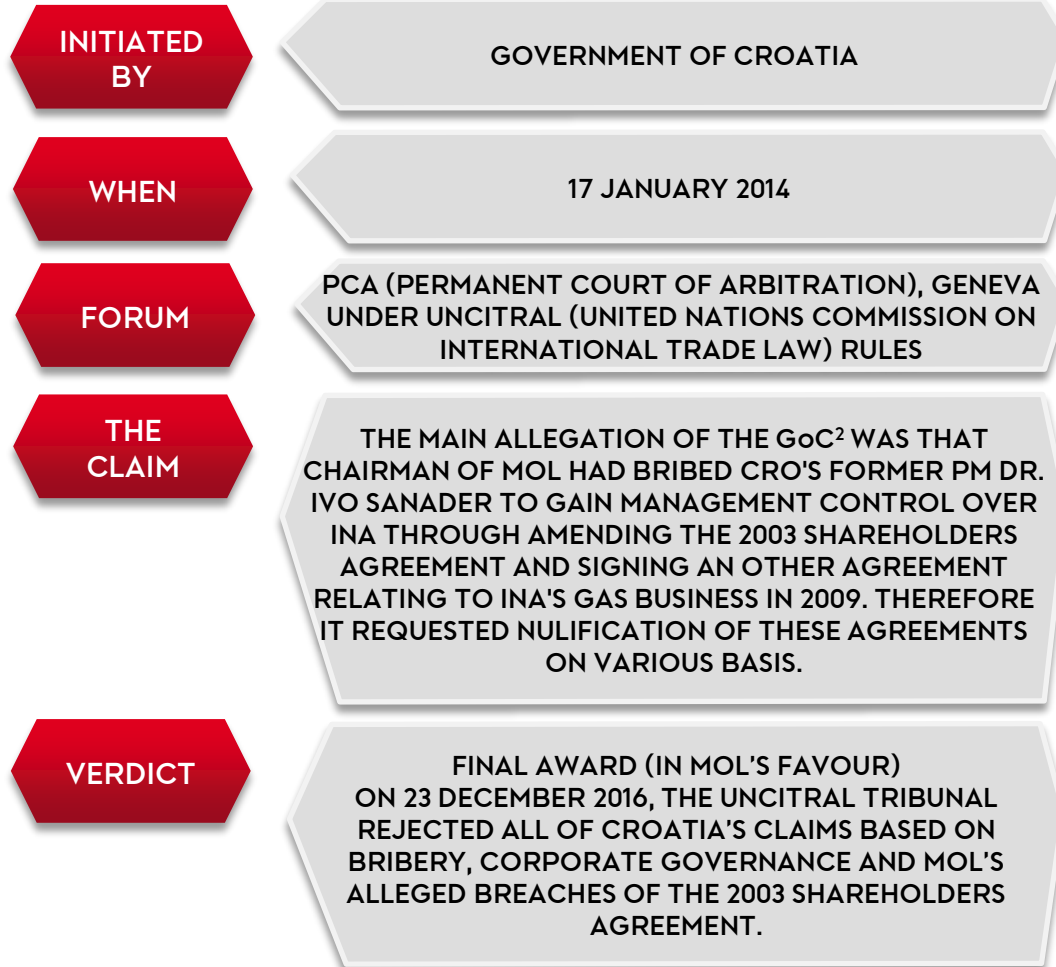 INITIATED
BY
GOVERNMENT OF CROATIA
WHEN
17 JANUARY 2014
FORUM
PCA (PERMANENT COURT OF ARBITRATION), GENEVA
UNDER UNCITRAL (UNITED NATIONS COMMISSION ON
INTERNATIONAL TRADE LAW) RULES
THE
CLAIM
THE MAIN ALLEGATION OF THE GoC² WAS THAT
CHAIRMAN OF MOL HAD BRIBED CRO'S FORMER PM DR.
IVO SANADER TO GAIN MANAGEMENT CONTROL OVER
INA THROUGH AMENDING THE 2003 SHAREHOLDERS
AGREEMENT AND SIGNING AN OTHER AGREEMENT
RELATING TO INA'S GAS BUSINESS IN 2009. THEREFORE
IT REQUESTED NULIFICATION OF THESE AGREEMENTS
ON VARIOUS BASIS.
VERDICT
FINAL AWARD (IN MOL'S FAVOUR)
ON 23 DECEMBER 2016, THE UNCITRAL TRIBUNAL
REJECTED ALL OF CROATIA'S CLAIMS BASED ON
BRIBERY, CORPORATE GOVERNANCE AND MOL'S
ALLEGED BREACHES OF THE 2003 SHAREHOLDERS
AGREEMENT.